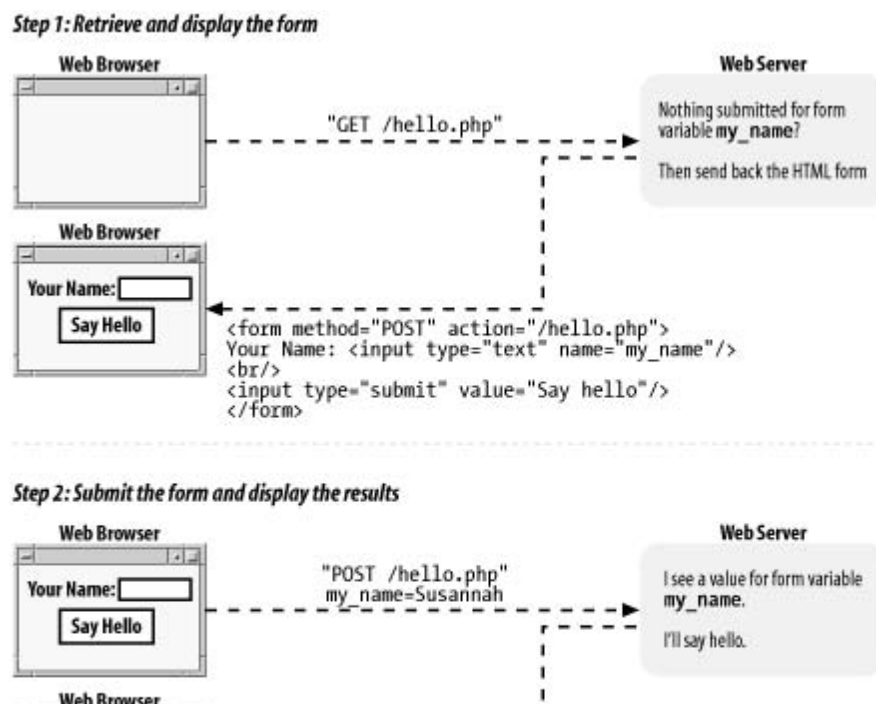 Step 1: Retrieve and display the form
Web Browser
Web Server
"GET /hello.php"
Nothing submitted for form
variable my_name?
Then send back the HTML form
Web Browser
Your Name:
Say Hello
<form method="POST" action="/hello.php">
Your Name: <input type="text" name="my_name"/>
<br/>
<input type="submit" value="Say hello"/>
</form>
Step 2: Submit the form and display the results
Web Browser
Web Server
Your Name:
Say Hello
"POST /hello.php"
my_name=Susannah
I see a value for form variable
my_name.
I'll say hello.
Web Browser